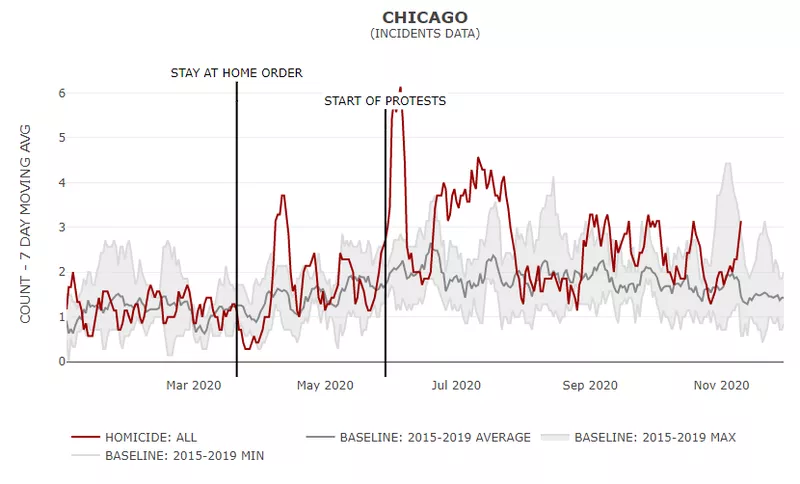 CHICAGO
(INCIDENTS DATA)
STAY AT HOME ORDER
START OF PROTESTS
COUNT - 7 DAY MOVING AVG
6
5
4
3
2
1
0
Mar 2020 May 2020 Jul 2020 Sep 2020 Nov 2020
HOMICIDE: ALL BASELINE: 2015-2019 AVERAGE BASELINE: 2015-2019 MAX
BASELINE: 2015-2019 MIN